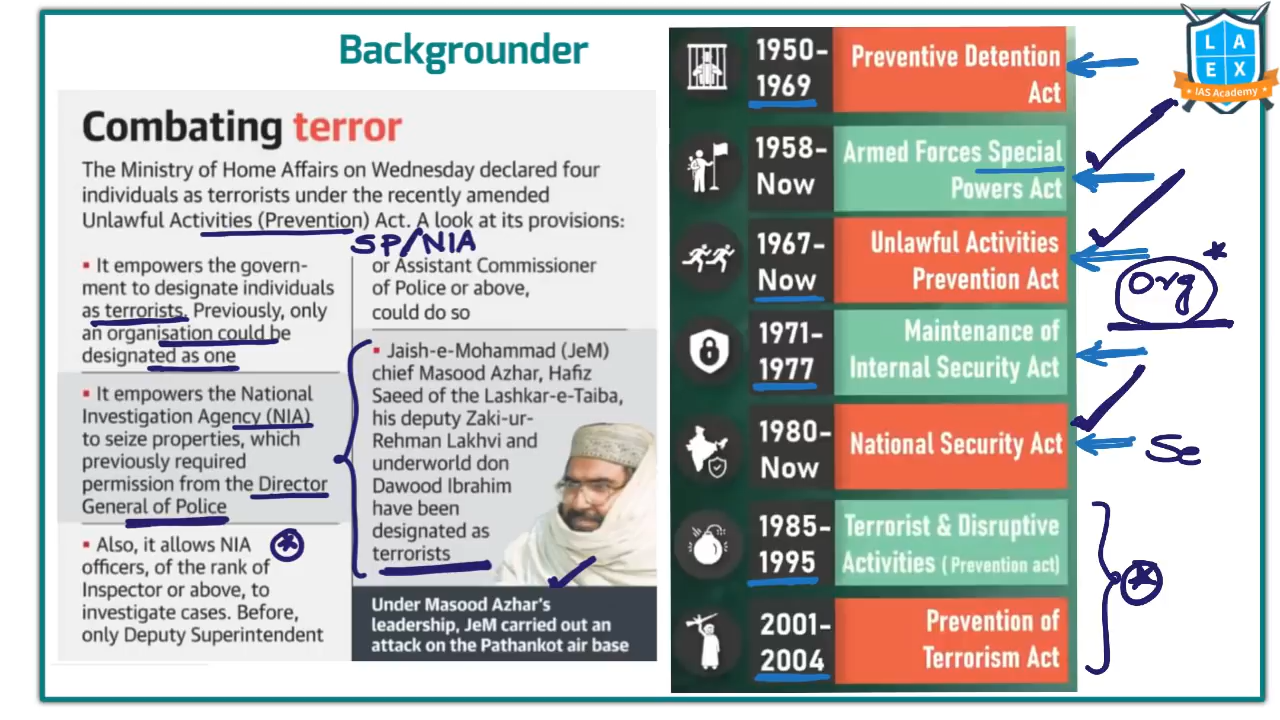 Backgrounder
Combating terror
The Ministry of Home Affairs on Wednesday declared four
individuals as terrorists under the recently amended
Unlawful Activities (Prevention) Act. A look at its provisions:
SP/NIA
▪ It empowers the govern-
ment to designate individuals
as terrorists. Previously, only
an organisation could be
designated as one
▪ It empowers the National
Investigation Agency (NIA)
to seize properties, which
previously required
permission from the Director
General of Police
▪ Also, it allows NIA
officers, of the rank of
Inspector or above, to
investigate cases. Before,
only Deputy Superintendent
or Assistant Commissioner
of Police or above,
could do so
▪ Jaish-e-Mohammad (JeM)
chief Masood Azhar, Hafiz
Saeed of the Lashkar-e-Taiba,
his deputy Zaki-ur-
Rehman Lakhvi and
underworld don
Dawood Ibrahim
have been
designated as
terrorists
Under Masood Azhar's
leadership, JeM carried out an
attack on the Pathankot air base
1950-
1969
Preventive Detention
Act
1958-
Now
Armed Forces Special
Powers Act
1967-
Now
Unlawful Activities
Prevention Act
org *
1971-
1977
Maintenance of
Internal Security Act
1980-
Now
National Security Act
Se
1985-
1995
Terrorist & Disruptive
Activities (Prevention act)
2001-
2004
Prevention of
Terrorism Act
L A
E X
IAS Academy